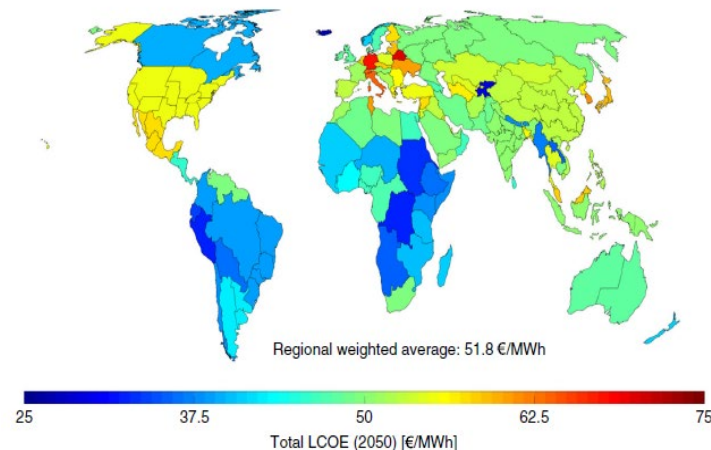 Regional weighted average: 51.8 €/MWh
25 37.5 50 62.5 75
Total LCOE (2050) [€/MWh]